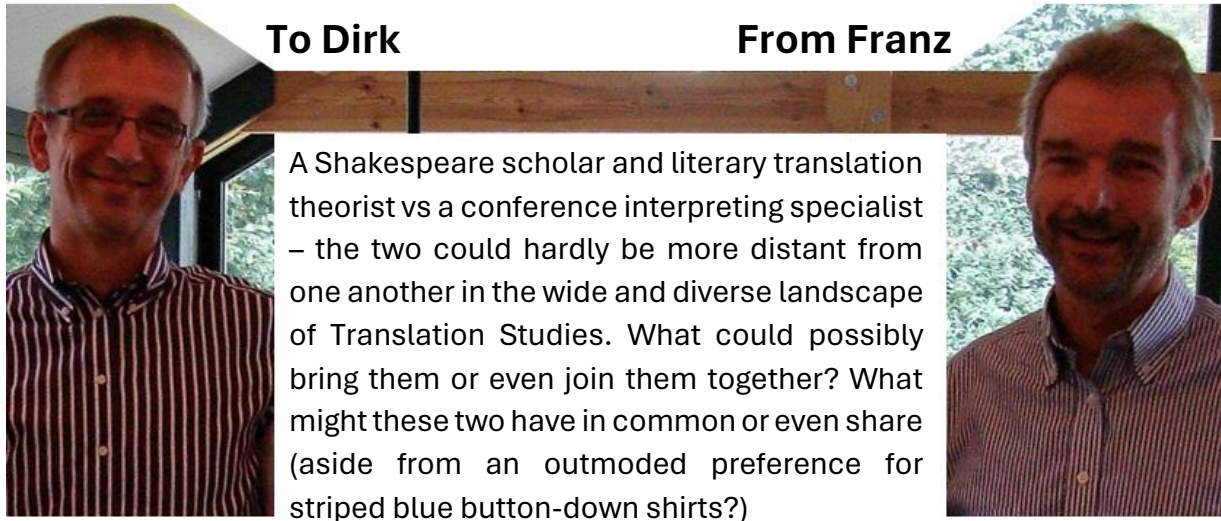 To Dirk
From Franz
A Shakespeare scholar and literary translation
theorist vs a conference interpreting specialist
– the two could hardly be more distant from
one another in the wide and diverse landscape
of Translation Studies. What could possibly
bring them or even join them together? What
might these two have in common or even share
(aside from an outmoded preference for
striped blue button-down shirts?)